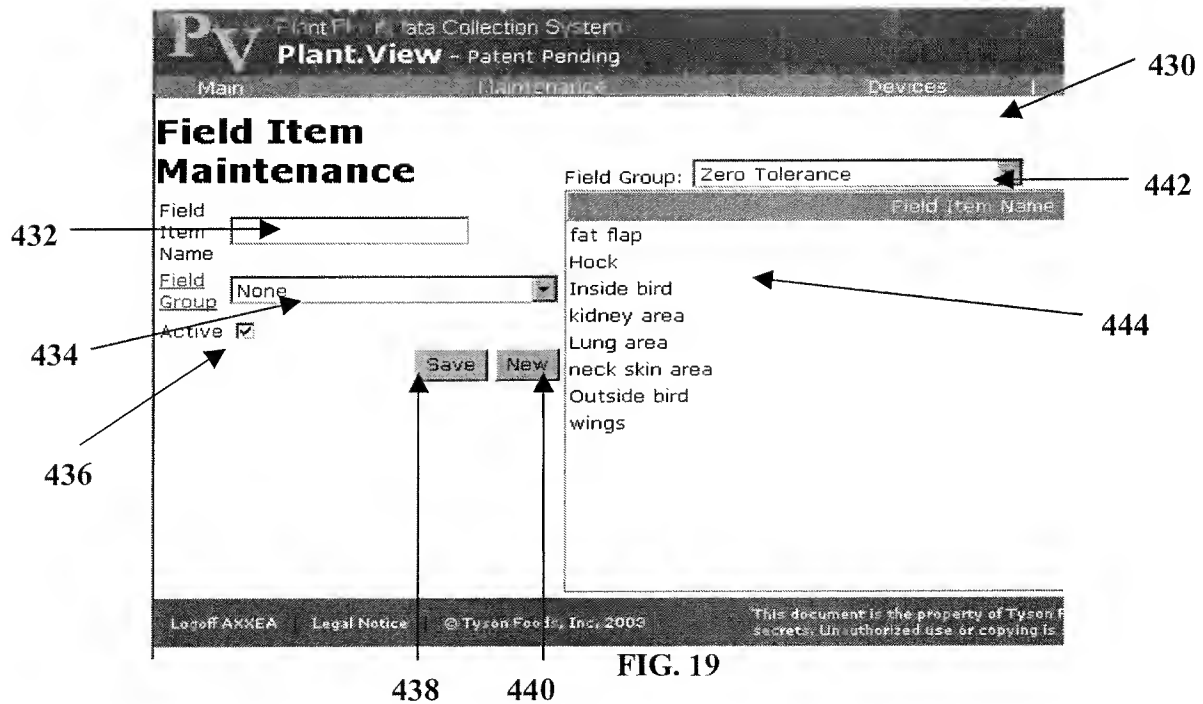 PV
Plant ata Collection System
Plant.View - Patent Pending
Main Maintenance Devices
430
Field Item
Maintenance
Field Group: Zero Tolerance
442
Field Item Name
Field
Item
Name
432
fat flap
Hock
Inside bird
kidney area
Lung area
neck skin area
Outside bird
wings
Field
Group
None
444
Active
434
Save New
436
Logoff AXXEA Legal Notice © Tyson Foods, Inc, 2003
This document is the property of Tyson F
secrets. Unauthorized use or copying is
FIG. 19
438 440